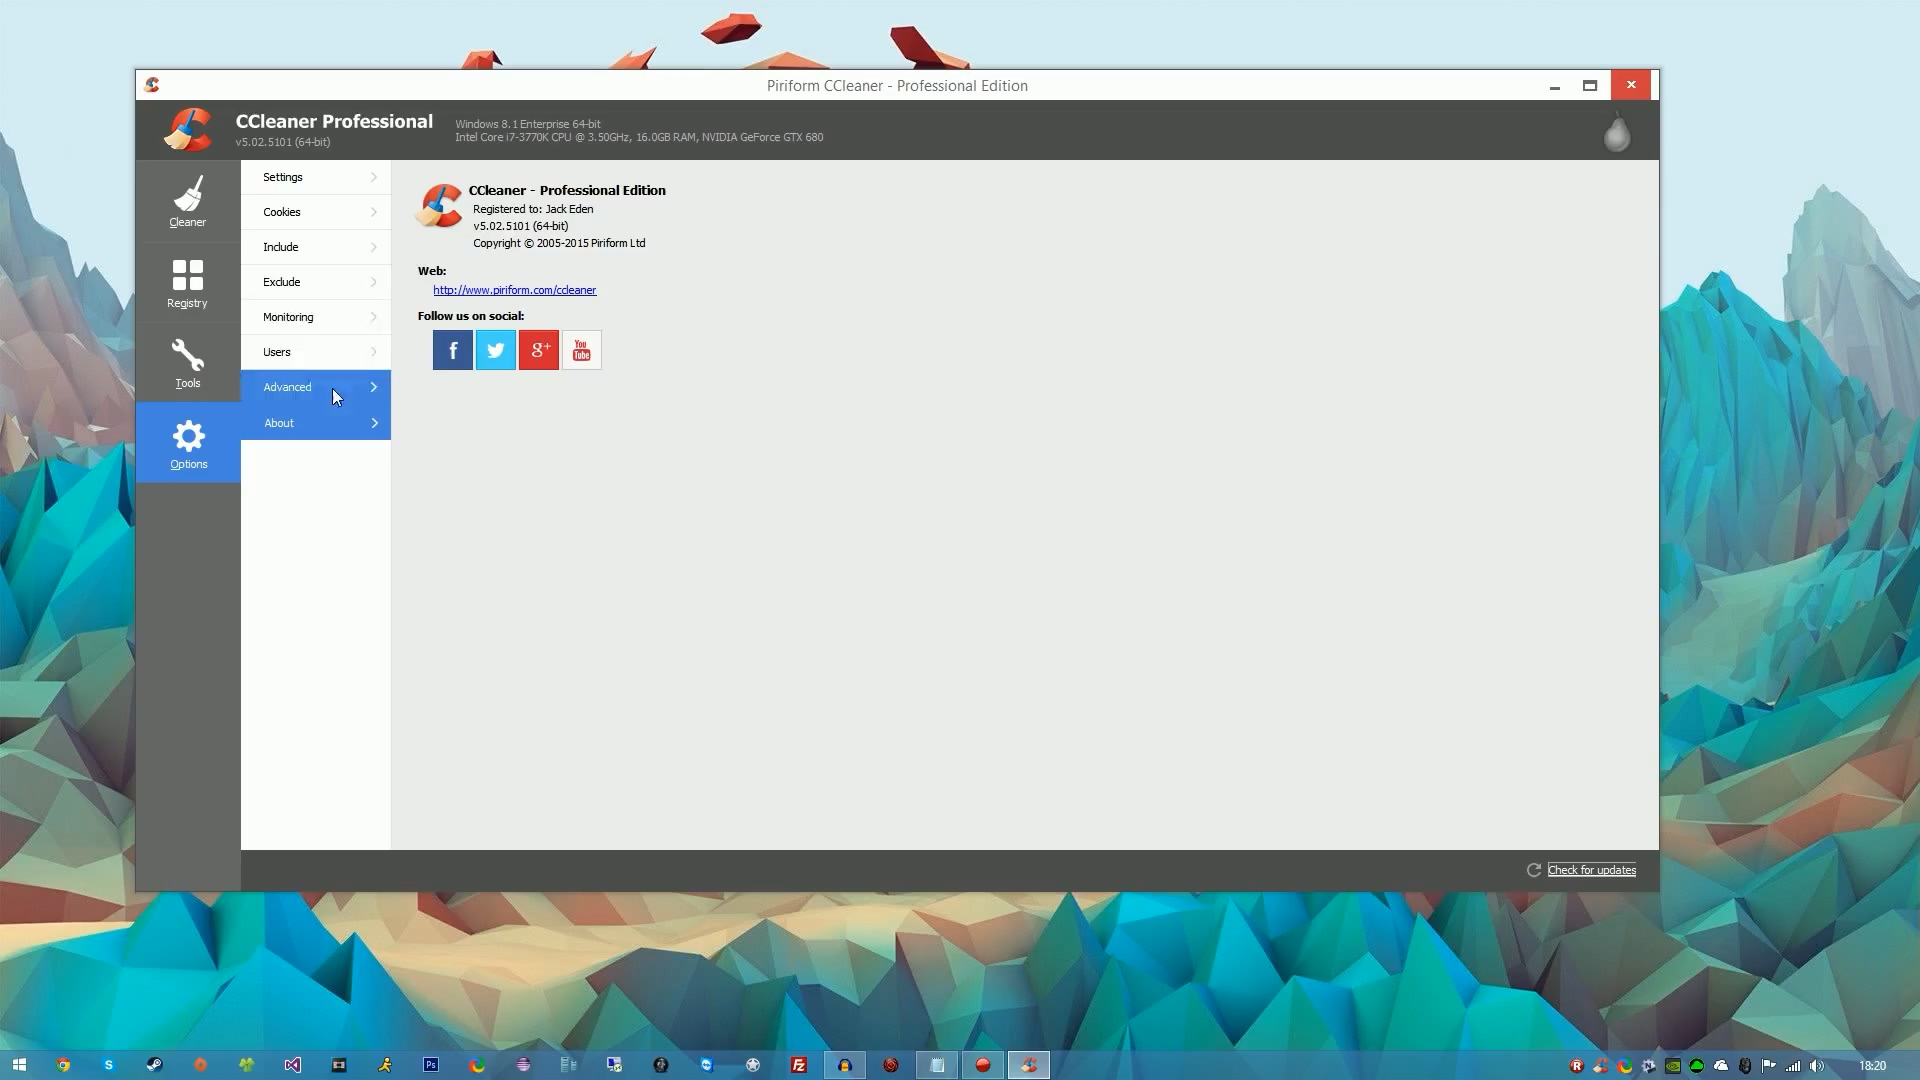 Piriform CCleaner - Professional Edition
CCleaner Professional
v5.02.5101 (64-bit)
Windows 8.1 Enterprise 64-bit
Intel Core i7-3770K CPU @ 3.50GHz, 16.0GB RAM, NVIDIA GeForce GTX 680
Cleaner
Registry
Tools
Options
Settings
Cookies
Include
Exclude
Monitoring
Users
Advanced
About
CCleaner - Professional Edition
Registered to: Jack Eden
v5.02.5101 (64-bit)
Copyright © 2005-2015 Piriform Ltd
Web:
http://www.piriform.com/ccleaner
Follow us on social:
f
g+
You
Tube
Check for updates
Ps
Fz
18:20